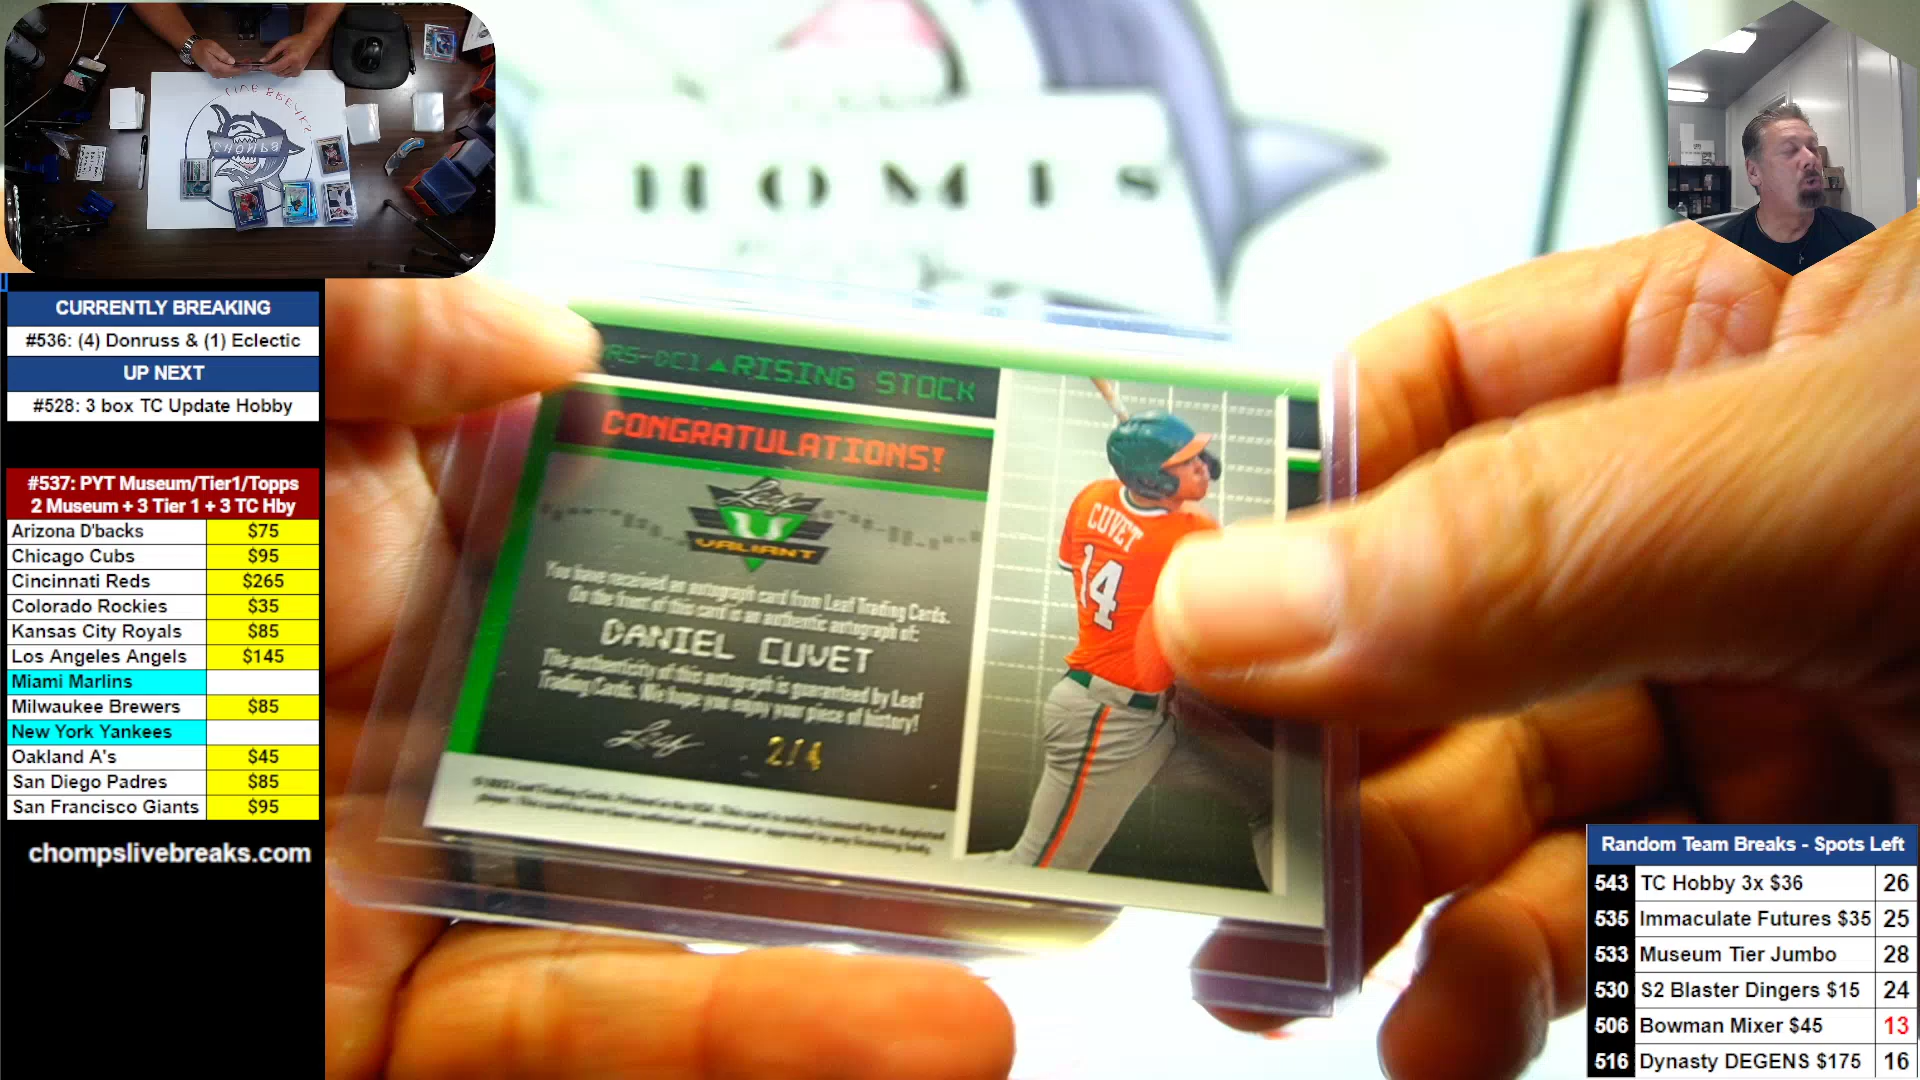 CURRENTLY BREAKING
#536: (4) Donruss & (1) Eclectic
UP NEXT
#528: 3 box TC Update Hobby
#537: PYT Museum/Tier1/Topps
2 Museum + 3 Tier 1 + 3 TC Hby
Arizona D'backs $75
Chicago Cubs $95
Cincinnati Reds $265
Colorado Rockies $35
Kansas City Royals $85
Los Angeles Angels $145
Miami Marlins
Milwaukee Brewers $85
New York Yankees
Oakland A's $45
San Diego Padres $85
San Francisco Giants $95
chompslivebreaks.com
RS-DC1 ▲ RISING STOCK
CONGRATULATIONS!
Leaf
VALIANT
You have received an autograph card from Leaf Trading Cards.
On the front of this card is an authentic autograph of:
DANIEL CUVET
The authenticity of this autograph is guaranteed by Leaf
Trading Cards. We hope you enjoy your piece of history!
Leaf 2/4
CUVET
14
Random Team Breaks - Spots Left
543 TC Hobby 3x $36 26
535 Immaculate Futures $35 25
533 Museum Tier Jumbo 28
530 S2 Blaster Dingers $15 24
506 Bowman Mixer $45 13
516 Dynasty DEGENS $175 16